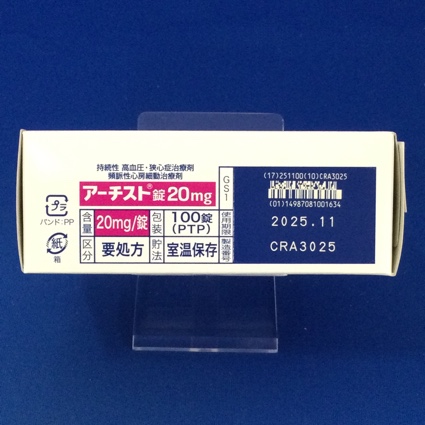 持続性 高血圧・狭心症治療剤
頻脈性心房細動治療剤
アーチスト®錠20mg
含量 20mg/錠 包装 100錠(PTP)
区分 要処方 貯法 室温保存
プラ
バンド:PP
紙
箱
GS1
(17)251100(10)CRA3025
(01)14987081001634
使用期限 2025.11
製造番号 CRA3025